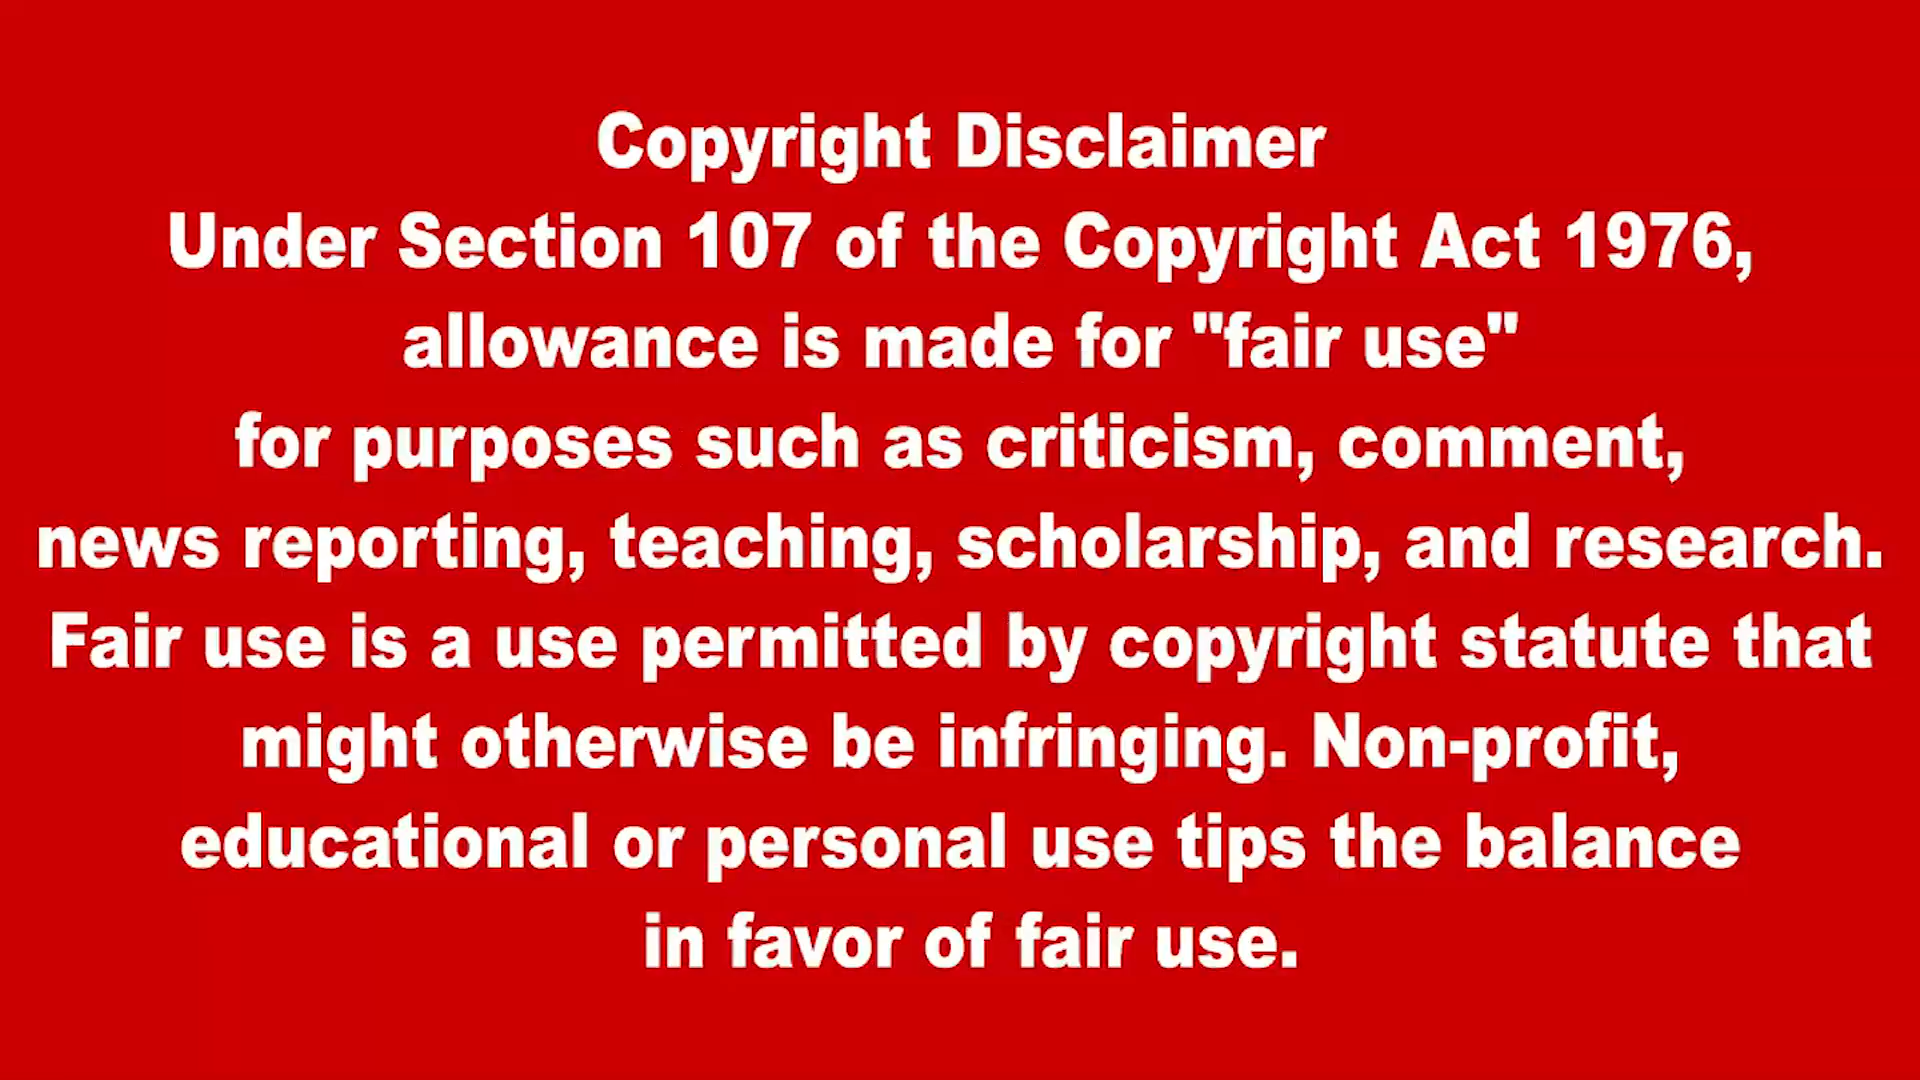 Copyright Disclaimer
Under Section 107 of the Copyright Act 1976,
allowance is made for "fair use"
for purposes such as criticism, comment,
news reporting, teaching, scholarship, and research.
Fair use is a use permitted by copyright statute that
might otherwise be infringing. Non-profit,
educational or personal use tips the balance
in favor of fair use.